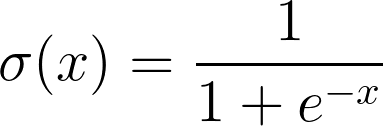 σ(x) = 1 / (1 + e^{-x})